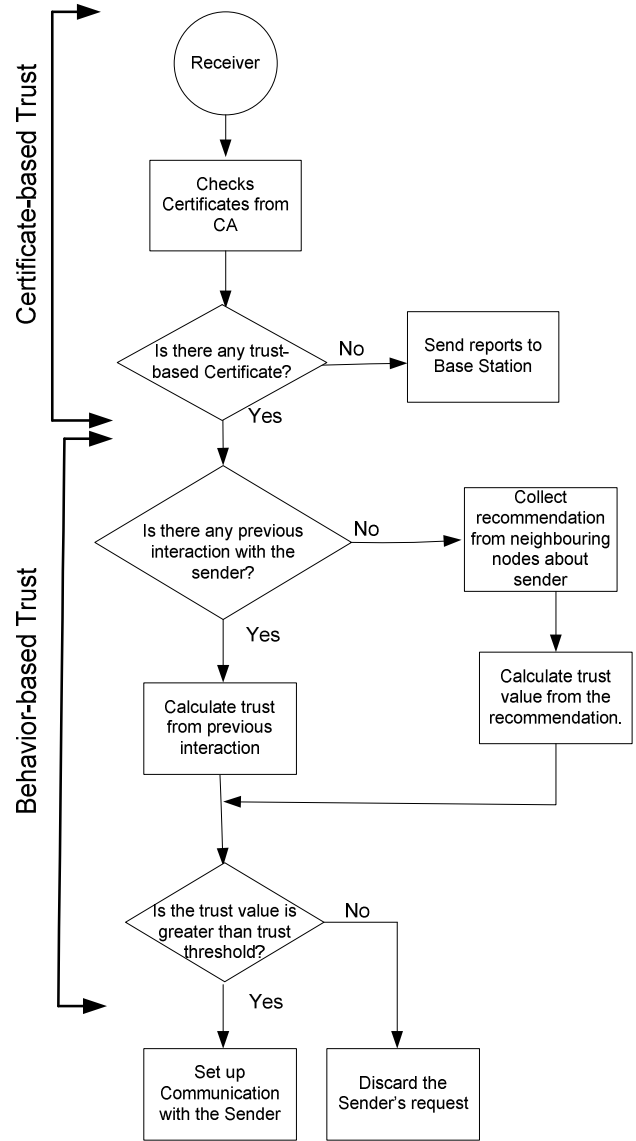 Certificate-based Trust
Receiver
Checks
Certificates from
CA
Is there any trust-
based Certificate?
No
Send reports to
Base Station
Yes
Behavior-based Trust
Is there any previous
interaction with the
sender?
No
Collect
recommendation
from neighbouring
nodes about
sender
Yes
Calculate trust
from previous
interaction
Calculate trust
value from the
recommendation.
Is the trust value is
greater than trust
threshold?
No
Yes
Set up
Communication
with the Sender
Discard the
Sender's request